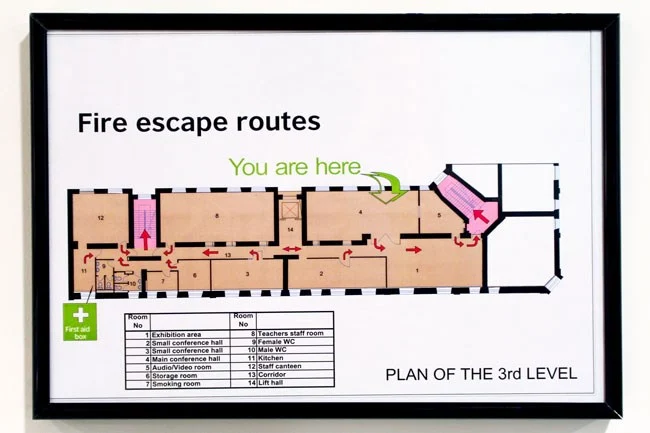 Fire escape routes
You are here
12
8
4
5
14
13
11
9
10
7
6
3
2
1
First aid
box
Room No Room No
1 Exhibition area 8 Teachers staff room
2 Small conference hall 9 Female WC
3 Small conference hall 10 Male WC
4 Main conference hall 11 Kitchen
5 Audio/Video room 12 Staff canteen
6 Storage room 13 Corridor
7 Smoking room 14 Lift hall
PLAN OF THE 3rd LEVEL